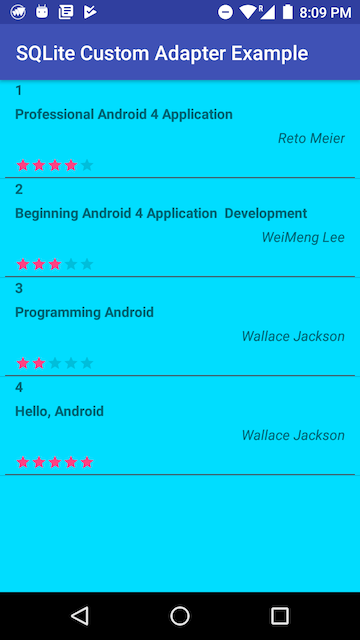 R
8:09 PM
SQLite Custom Adapter Example
1
Professional Android 4 Application
Reto Meier
2
Beginning Android 4 Application  Development
WeiMeng Lee
3
Programming Android
Wallace Jackson
4
Hello, Android
Wallace Jackson